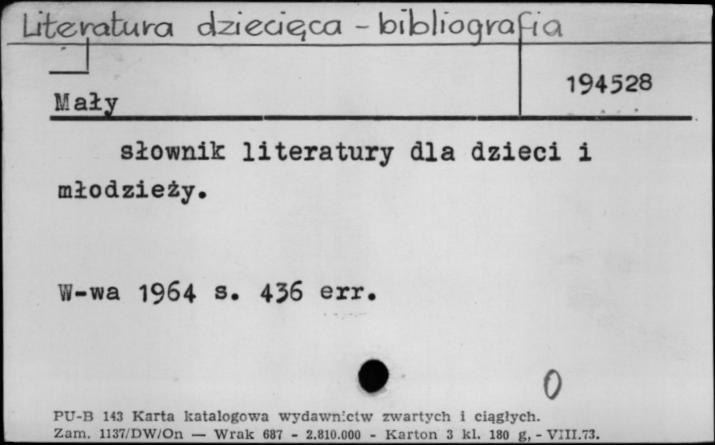 Literatura dziecięca - bibliografia
194528
Mały
słownik literatury dla dzieci i
młodzieży.
W-wa 1964 s. 436 err.
0
PU-B 143 Karta katalogowa wydawnictw zwartych i ciągłych.
Zam. 1137/DW/On — Wrak 687 - 2.810.000 - Karton 3 kl. 180 g, - VIII.73.